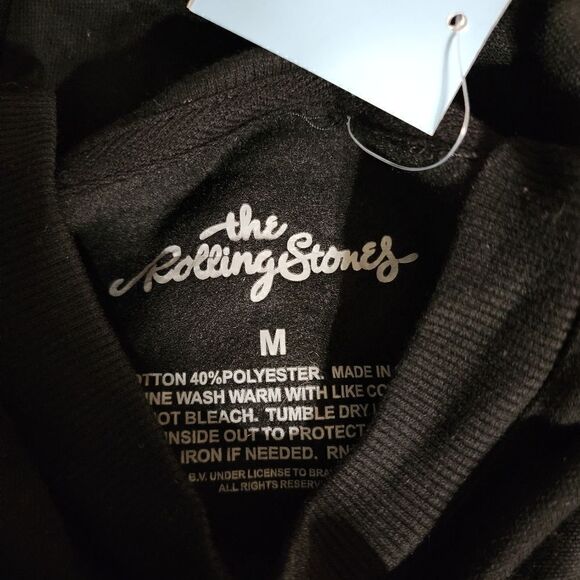 the
Rolling Stones
M
OTTON 40%POLYESTER. MADE IN
NE WASH WARM WITH LIKE CO
OT BLEACH. TUMBLE DRY
INSIDE OUT TO PROTECT
IRON IF NEEDED. RN
B.V. UNDER LICENSE TO BRAV
ALL RIGHTS RESERV